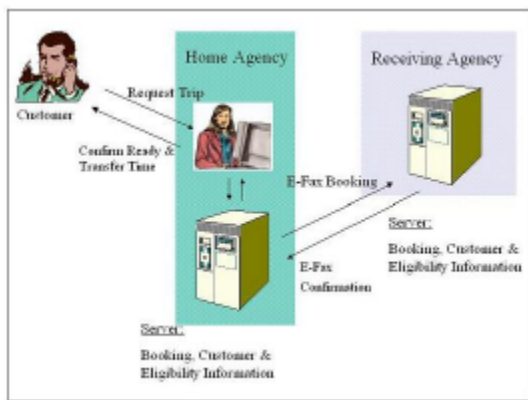 Home Agency
Receiving Agency
Request Trip
Customer
Confirm Ready &
Transfer Time
E-Fax Booking
Server:
Booking, Customer &
Eligibility Information
E-Fax
Confirmation
Server:
Booking, Customer &
Eligibility Information